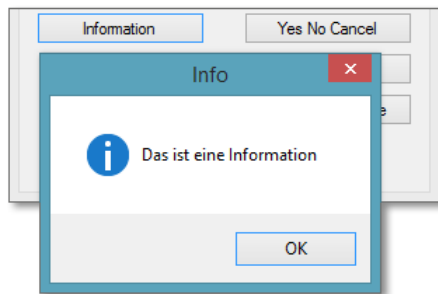 Information
Yes No Cancel
Info
Das ist eine Information
OK